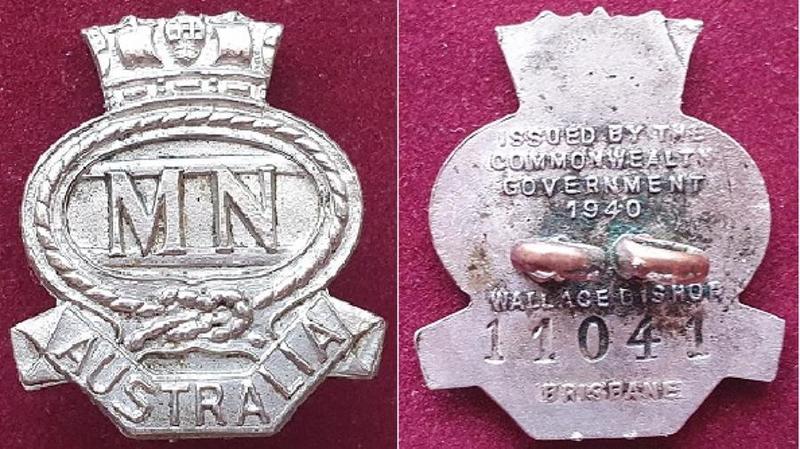 MN
AUSTRALIA
ISSUED BY THE
COMMONWEALTH
GOVERNMENT
1940
WALLACE BISHOP
11041
BRISBANE